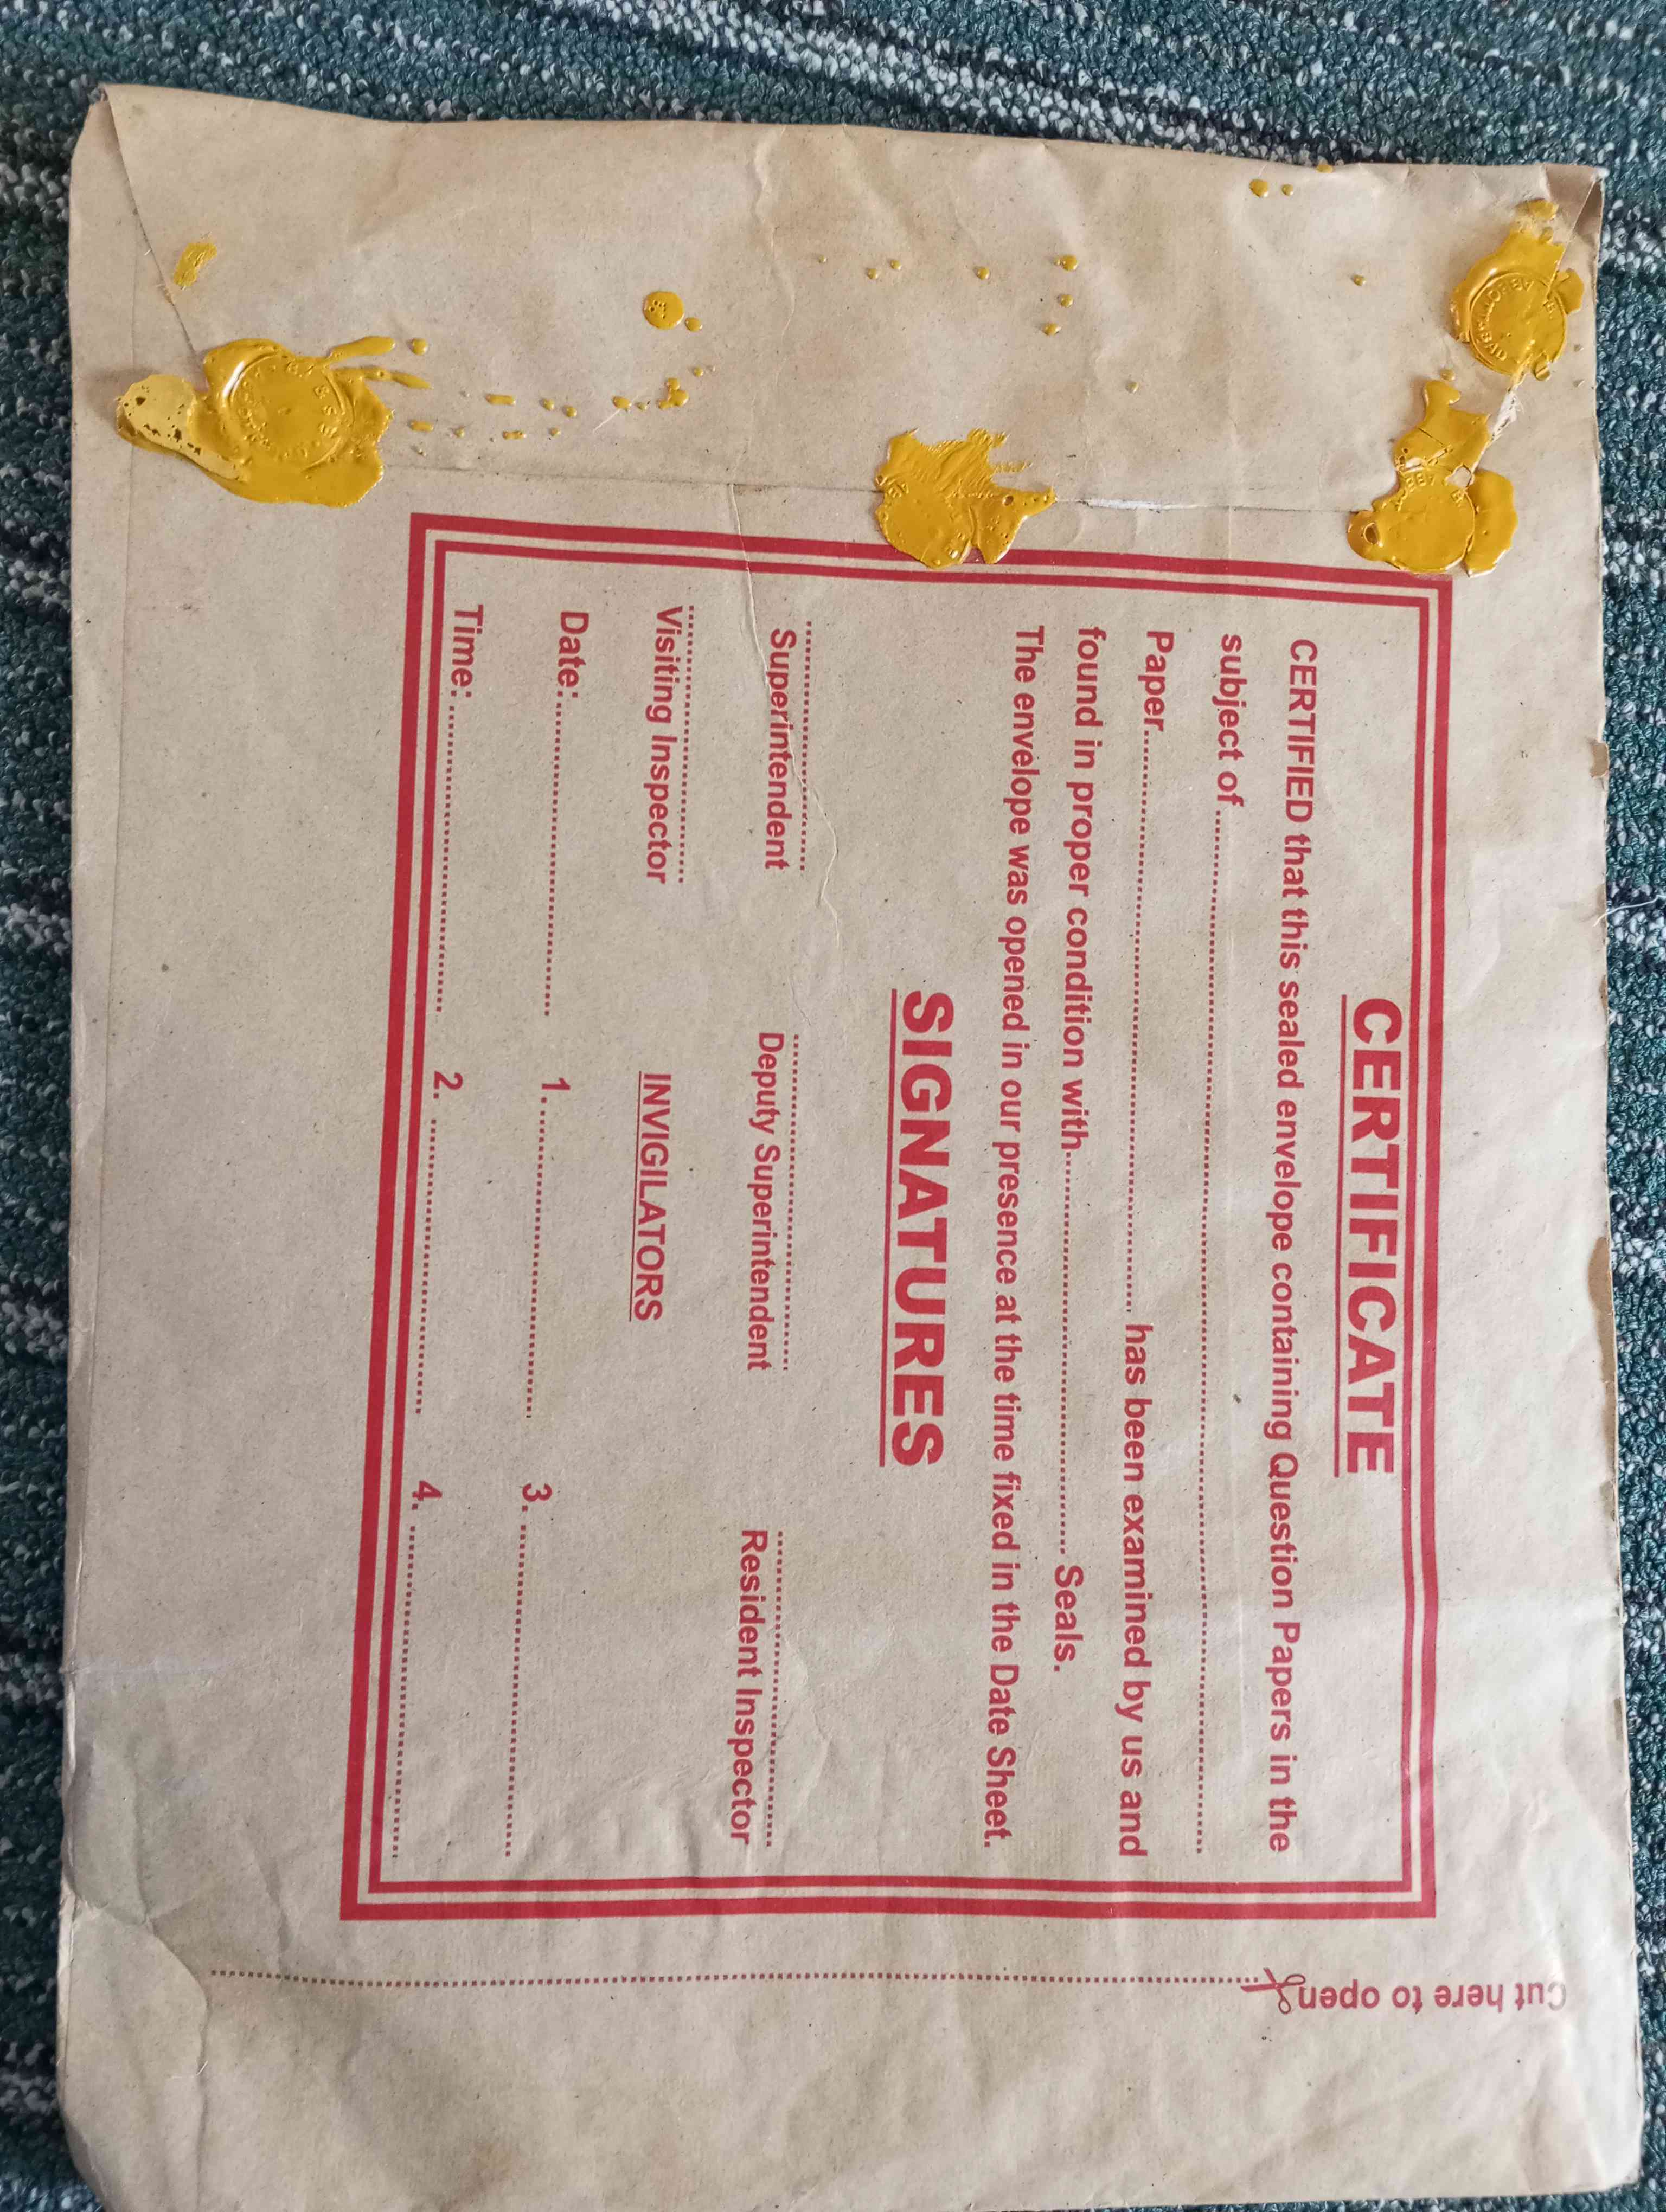 CERTIFICATE
CERTIFIED that this sealed envelope containing Question Papers in the
subject of..........................................................................................
Paper.................................................... has been examined by us and
found in proper condition with.................................... Seals.
The envelope was opened in our presence at the time fixed in the Date Sheet.
SIGNATURES
Superintendent Deputy Superintendent Resident Inspector
Visiting Inspector INVIGILATORS
Date:............................ 1............................ 3. ............................
Time:............................ 2. ............................ 4. ............................
Cut here to open